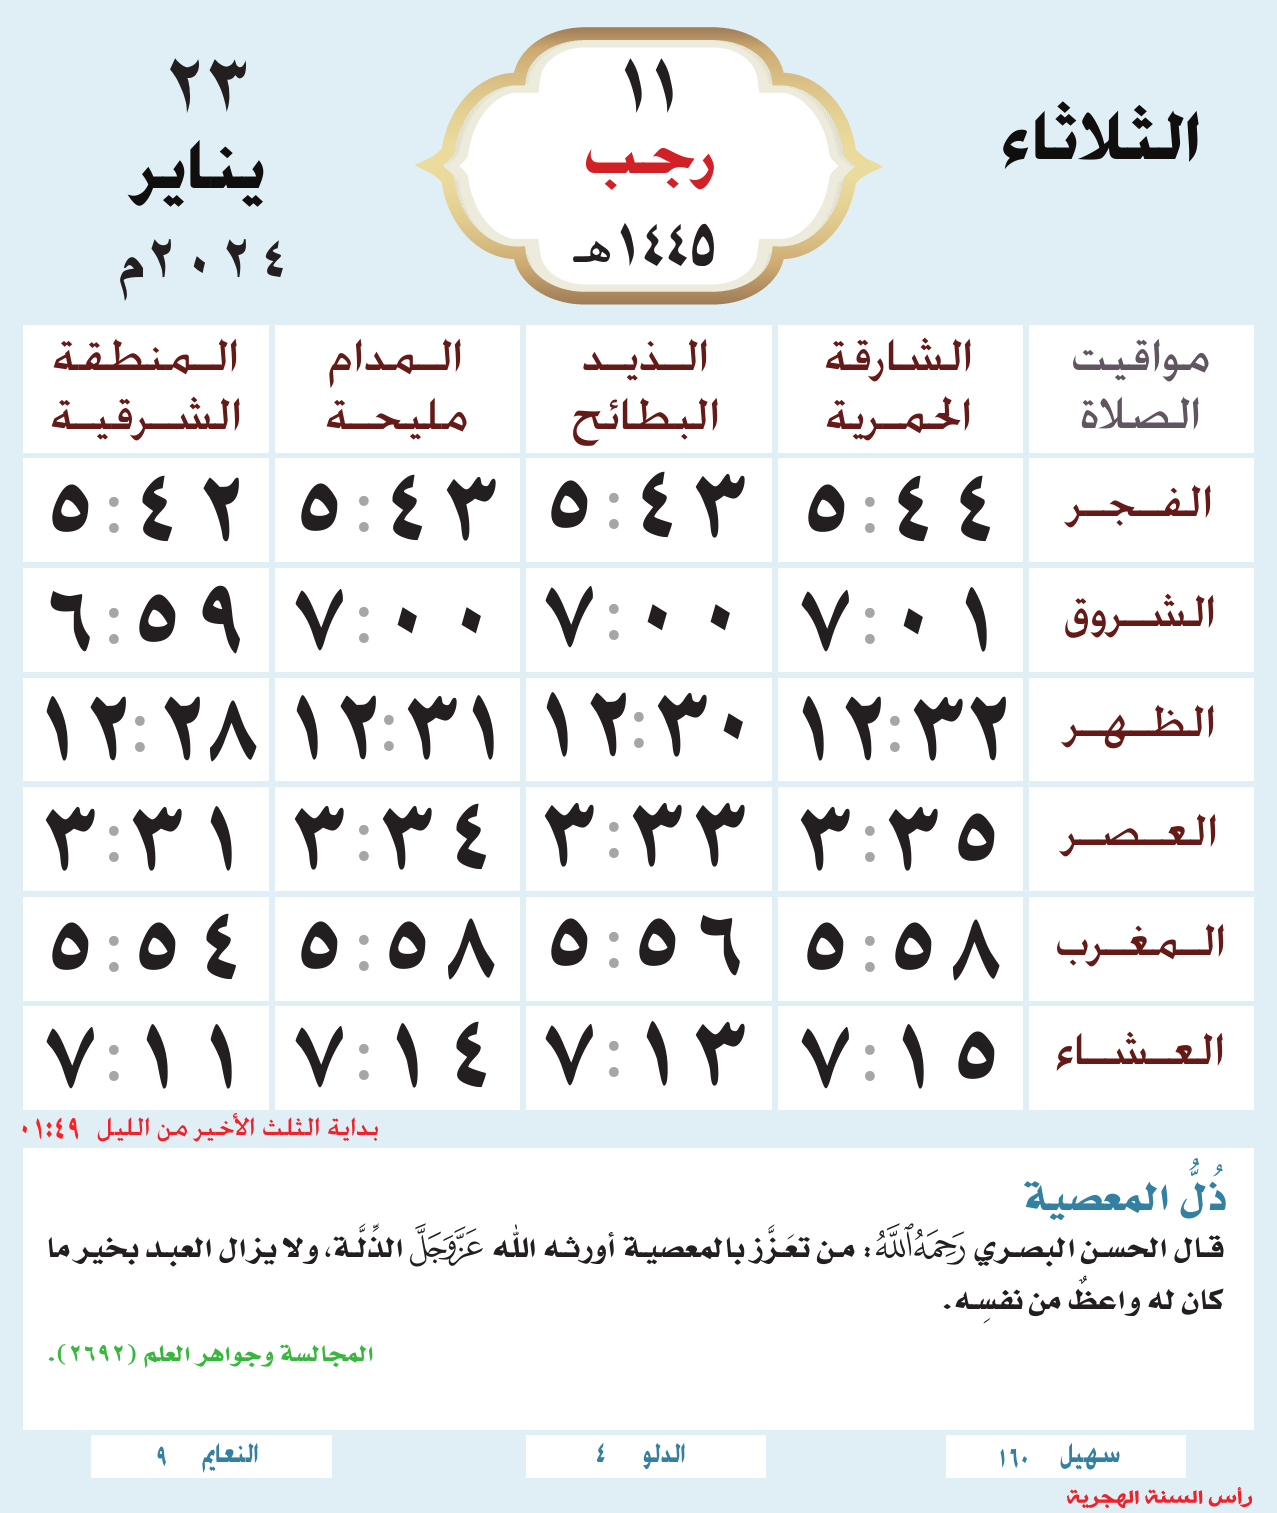 الثلاثاء
١١
رجب
١٤٤٥هـ
٢٣
يناير
٢٠٢٤م
مواقيت الصلاة
الشارقة الحمرية
الذيد البطائح
المدام مليحة
المنطقة الشرقية
الفجر ٥:٤٤ ٥:٤٣ ٥:٤٣ ٥:٤٢
الشروق ٧:٠١ ٧:٠٠ ٧:٠٠ ٦:٥٩
الظهر ١٢:٣٢ ١٢:٣٠ ١٢:٣١ ١٢:٢٨
العصر ٣:٣٥ ٣:٣٣ ٣:٣٤ ٣:٣١
المغرب ٥:٥٨ ٥:٥٦ ٥:٥٨ ٥:٥٤
العشاء ٧:١٥ ٧:١٣ ٧:١٤ ٧:١١
بداية الثلث الأخير من الليل ٠١:٤٩
ذُلُّ المعصية
قال الحسن البصري رَحِمَهُ ٱللَّهُ: من تعَزَّز بالمعصية أورثه الله عَزَّوَجَلَّ الذِّلَّة، ولا يزال العبد بخير ما
كان له واعظٌ من نفسِه.
المجالسة وجواهر العلم (٢٦٩٢).
سهيل ١٦٠
الدلو ٤
النعايم ٩
رأس السنة الهجرية